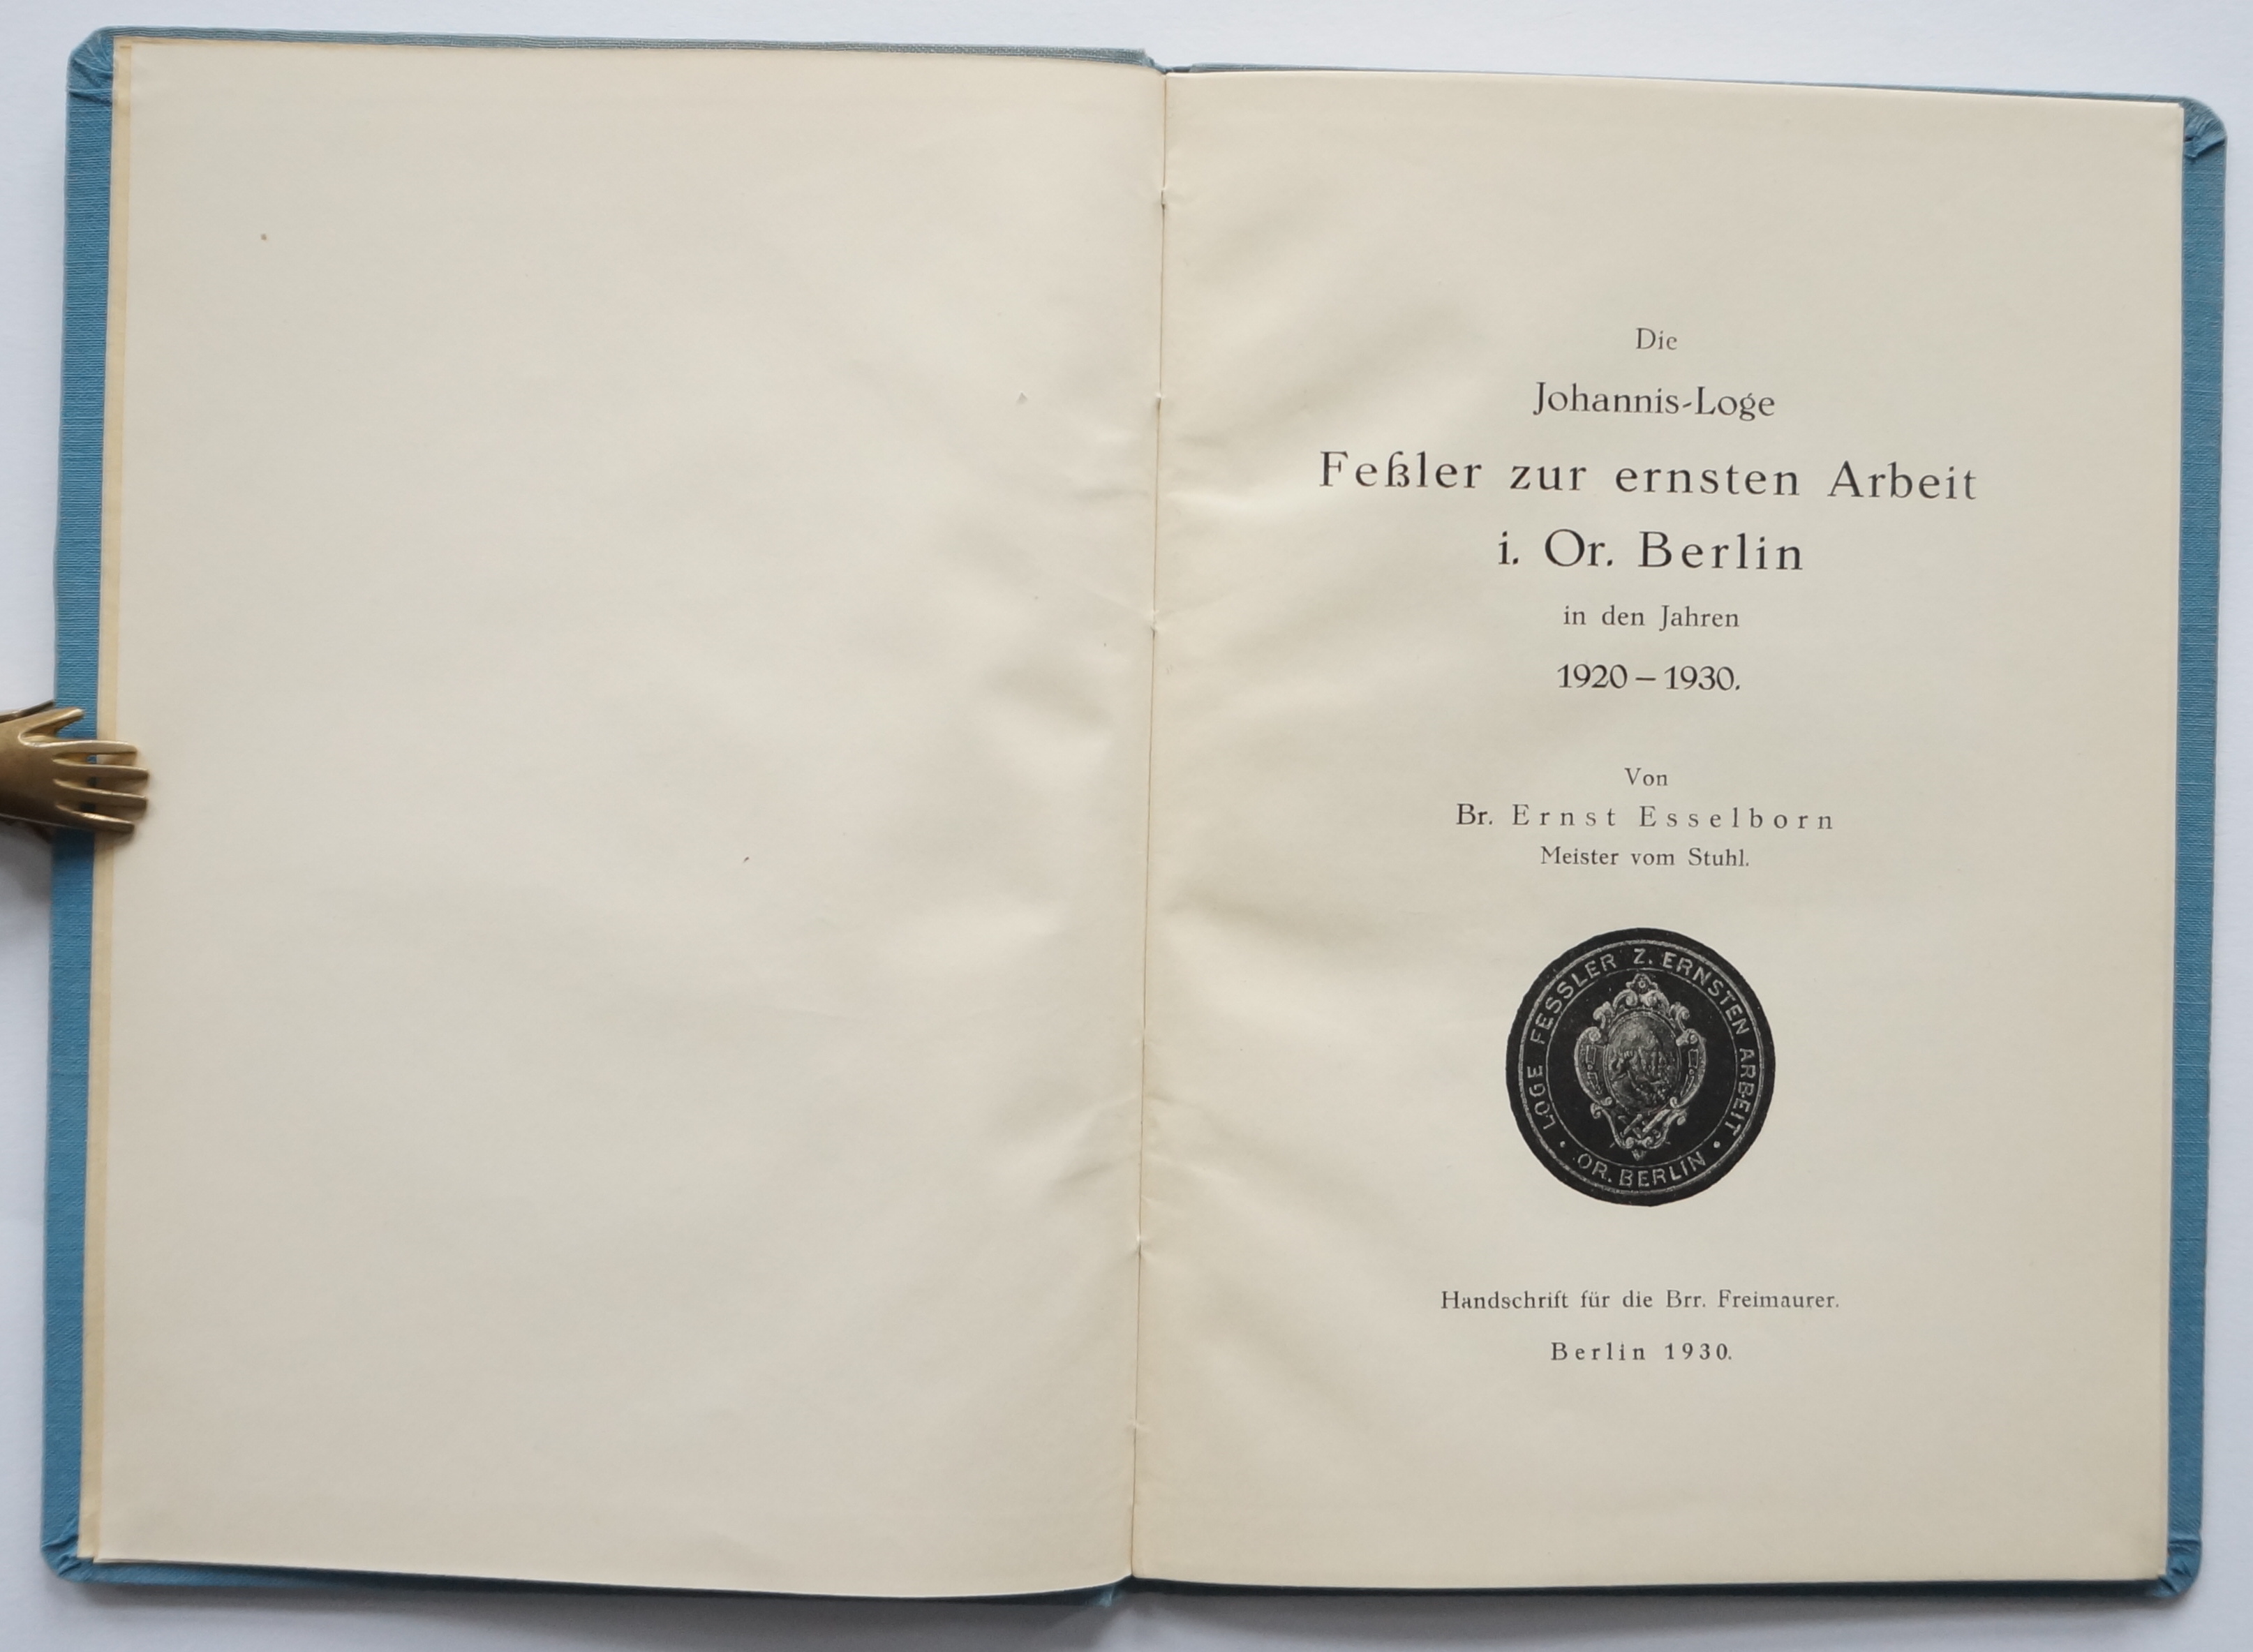 Die
Johannis-Loge
Feßler zur ernsten Arbeit
i. Or. Berlin
in den Jahren
1920 – 1930.
Von
Br. Ernst Esselborn
Meister vom Stuhl.
LOGE FESSLER Z. ERNSTEN ARBEIT
• OR. BERLIN •
Handschrift für die Brr. Freimaurer.
Berlin 1930.